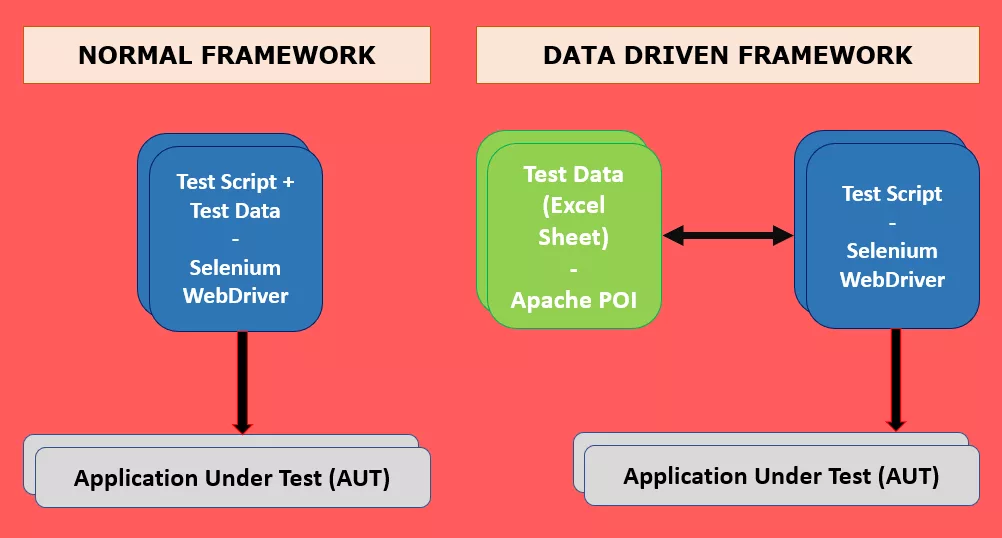 NORMAL FRAMEWORK
DATA DRIVEN FRAMEWORK
Test Script +
Test Data
-
Selenium
WebDriver
Test Data
(Excel
Sheet)
-
Apache POI
Test Script
-
Selenium
WebDriver
Application Under Test (AUT)
Application Under Test (AUT)